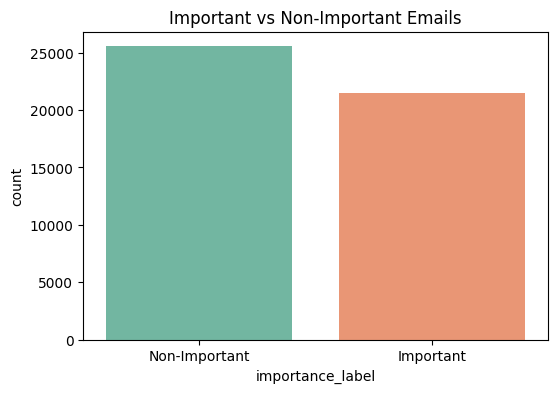 Important vs Non-Important Emails
25000
20000
15000
10000
5000
0
count
Non-Important
Important
importance_label